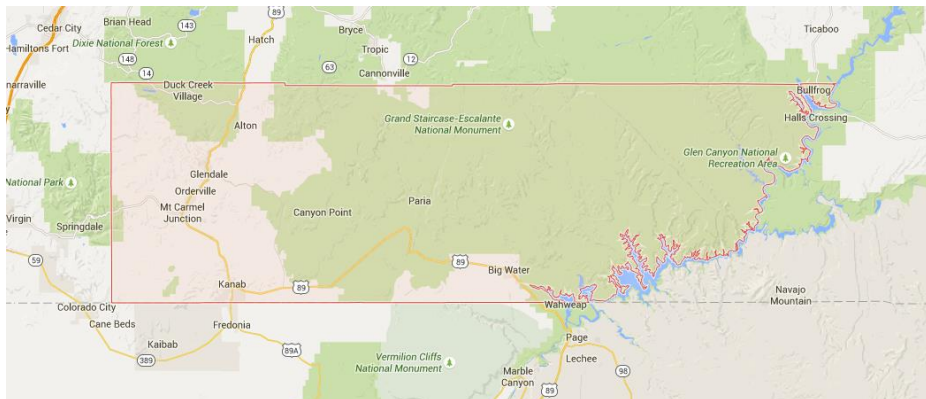 89
Brian Head
143
Cedar City
Bryce
Ticaboo
Hatch
Dixie National Forest
Hamiltons Fort
Tropic
148
12
63
14
Cannonville
narraville
Duck Creek
Village
Bullfrog
Grand Staircase-Escalante
National Monument
Halls Crossing
Alton
Glen Canyon National
Recreation Area
Glendale
National Park
Orderville
Paria
Mt Carmel
Junction
Canyon Point
Virgin
Springdale
59
89
Big Water
Kanab
89
Navajo
Mountain
Wahweap
Colorado City
Cane Beds
Fredonia
Page
Kaibab
89A
Vermilion Cliffs
National Monument
Lechee
389
Marble
Canyon
98
89